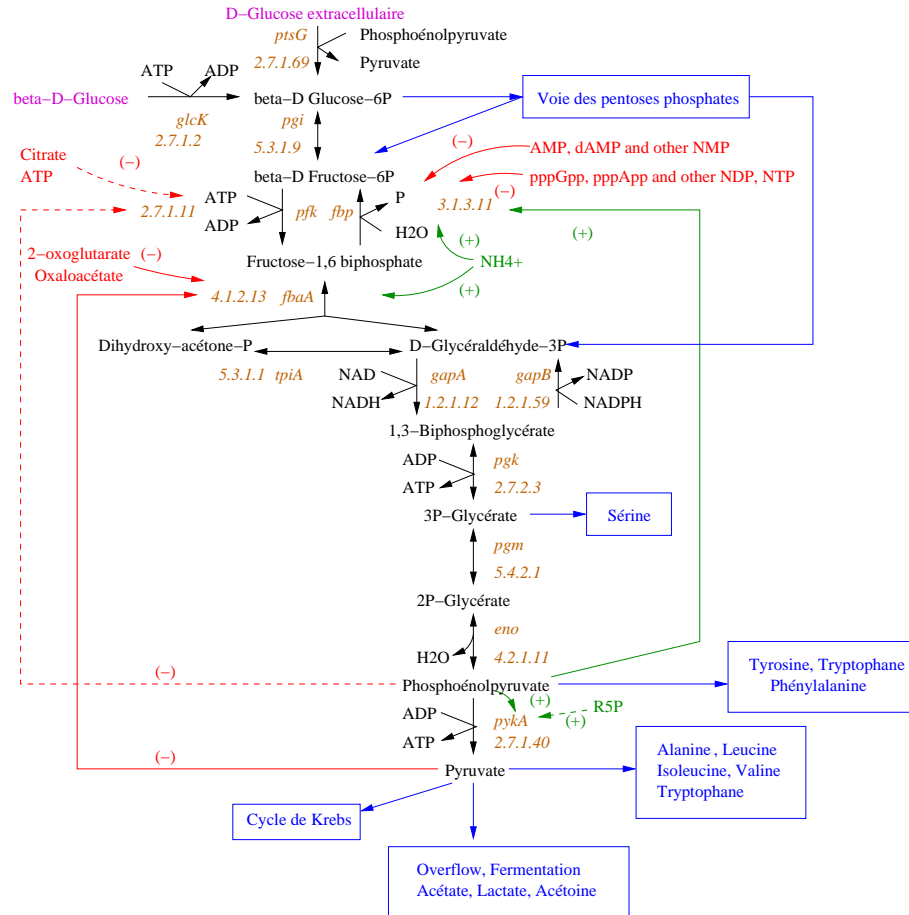 D−Glucose extracellulaire
ptsG
Phosphoénolpyruvate
2.7.1.69
Pyruvate
ATP
ADP
beta−D−Glucose
beta−D Glucose−6P
Voie des pentoses phosphates
glcK
2.7.1.2
pgi
5.3.1.9
(−)
AMP, dAMP and other NMP
Citrate
ATP
(−)
beta−D Fructose−6P
pppGpp, pppApp and other NDP, NTP
(−)
2.7.1.11
ATP
ADP
pfk
fbp
P
H2O
3.1.3.11
(+)
(+)
2−oxoglutarate
Oxaloacétate
(−)
Fructose−1,6 biphosphate
NH4+
(+)
4.1.2.13
fbaA
Dihydroxy−acétone−P
D−Glycéraldéhyde−3P
5.3.1.1
tpiA
NAD
NADH
gapA
1.2.1.12
gapB
1.2.1.59
NADP
NADPH
1,3−Biphosphoglycérate
ADP
ATP
pgk
2.7.2.3
3P−Glycérate
Sérine
pgm
5.4.2.1
2P−Glycérate
eno
H2O
4.2.1.11
(−)
Phosphoénolpyruvate
Tyrosine, Tryptophane
Phénylalanine
ADP
ATP
(+)
pykA
2.7.1.40
(+)
R5P
(−)
Pyruvate
Alanine , Leucine
Isoleucine, Valine
Tryptophane
Cycle de Krebs
Overflow, Fermentation
Acétate, Lactate, Acétoine